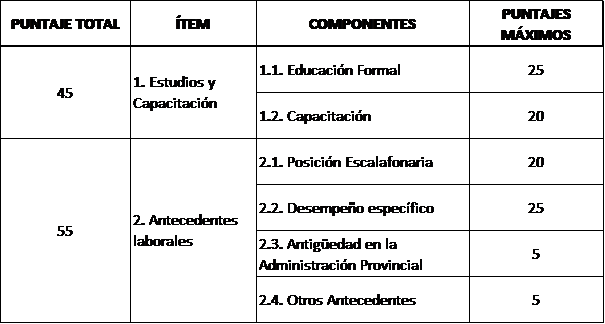 PUNTAJE TOTAL ÍTEM COMPONENTES PUNTAJES
MÁXIMOS
45 1. Estudios y
Capacitación
1.1. Educación Formal 25
1.2. Capacitación 20
55 2. Antecedentes
laborales
2.1. Posición Escalafonaria 20
2.2. Desempeño específico 25
2.3. Antigüedad en la
Administración Provincial 5
2.4. Otros Antecedentes 5